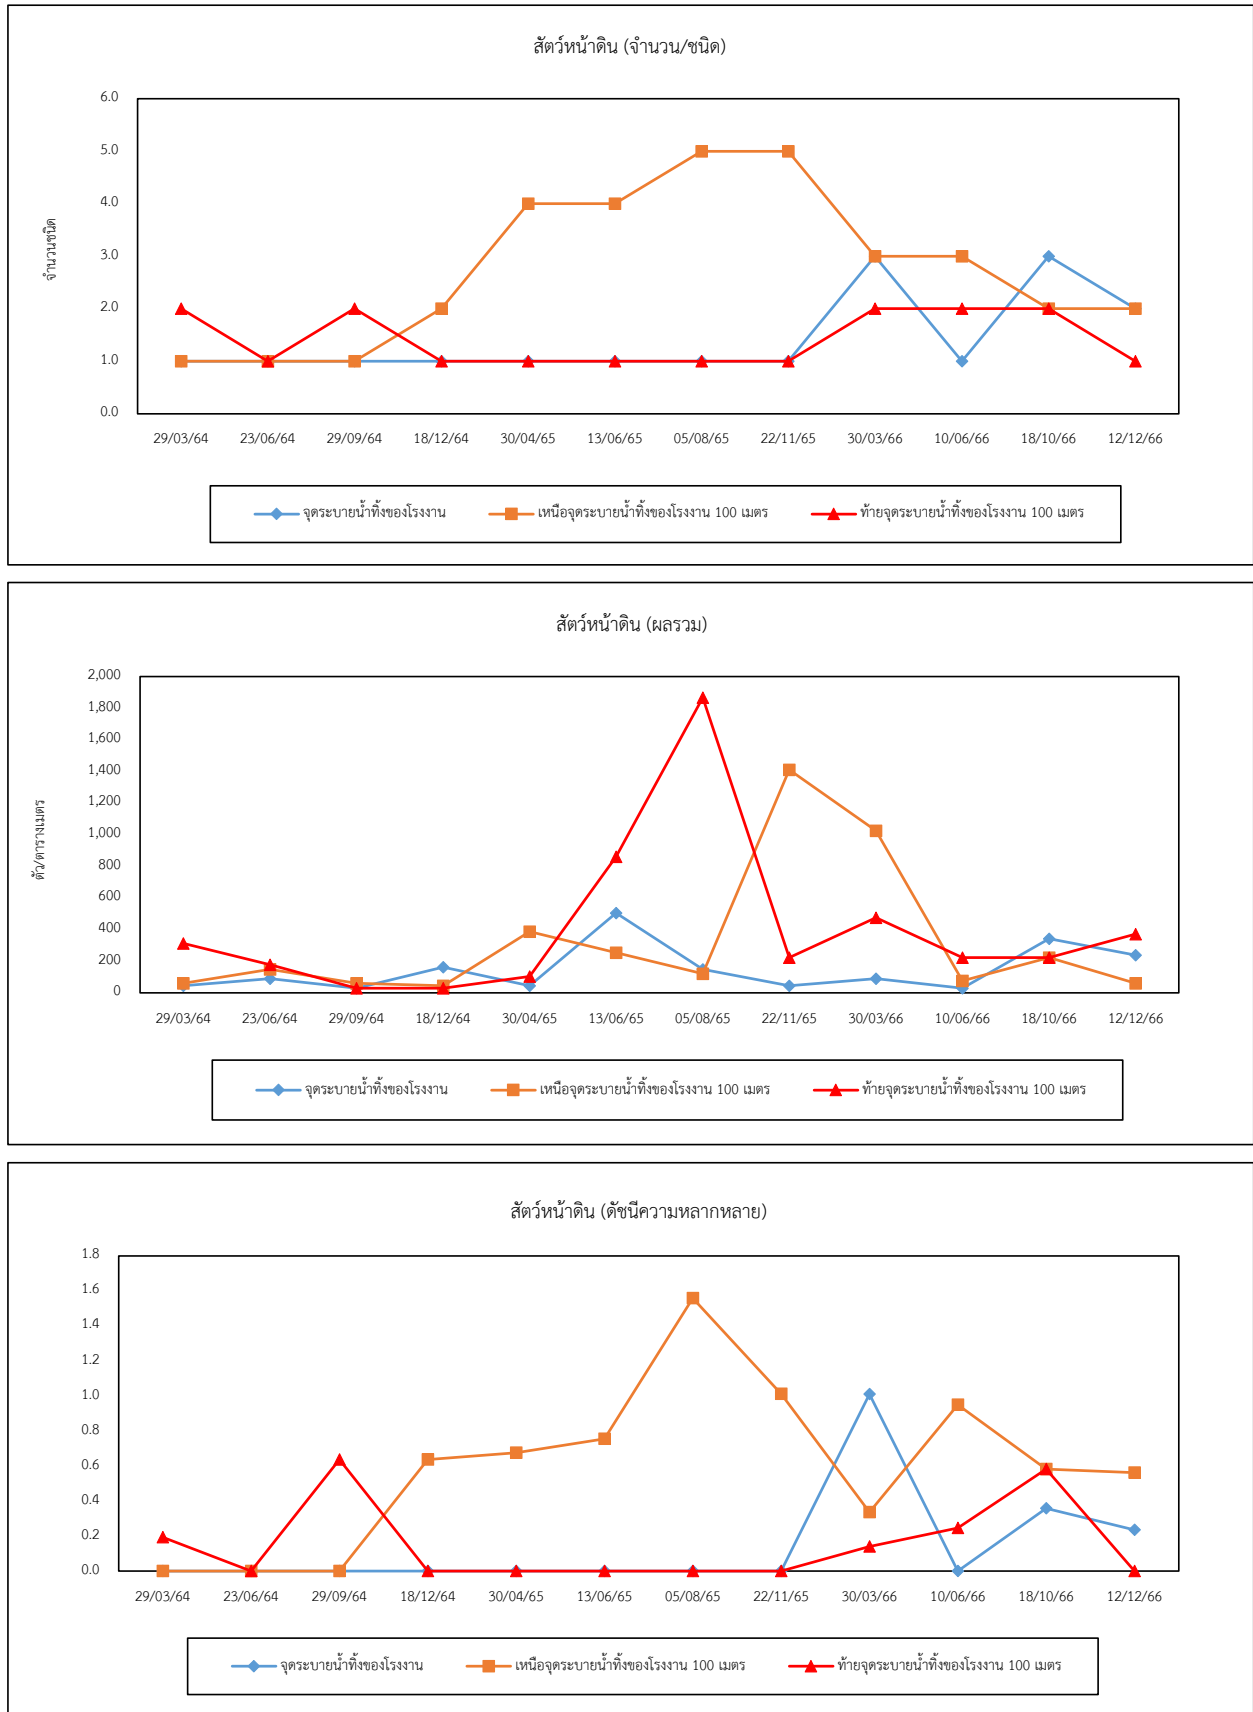 สัตว์หน้าดิน (จำนวน/ชนิด)
6.0
5.0
4.0
3.0
2.0
1.0
0.0
จำนวนชนิด
29/03/64 23/06/64 29/09/64 18/12/64 30/04/65 13/06/65 05/08/65 22/11/65 30/03/66 10/06/66 18/10/66 12/12/66
จุดระบายน้ำทิ้งของโรงงาน เหนือจุดระบายน้ำทิ้งของโรงงาน 100 เมตร ท้ายจุดระบายน้ำทิ้งของโรงงาน 100 เมตร
สัตว์หน้าดิน (ผลรวม)
2,000
1,800
1,600
1,400
1,200
1,000
800
600
400
200
0
ตัว/ตารางเมตร
29/03/64 23/06/64 29/09/64 18/12/64 30/04/65 13/06/65 05/08/65 22/11/65 30/03/66 10/06/66 18/10/66 12/12/66
จุดระบายน้ำทิ้งของโรงงาน เหนือจุดระบายน้ำทิ้งของโรงงาน 100 เมตร ท้ายจุดระบายน้ำทิ้งของโรงงาน 100 เมตร
สัตว์หน้าดิน (ดัชนีความหลากหลาย)
1.8
1.6
1.4
1.2
1.0
0.8
0.6
0.4
0.2
0.0
29/03/64 23/06/64 29/09/64 18/12/64 30/04/65 13/06/65 05/08/65 22/11/65 30/03/66 10/06/66 18/10/66 12/12/66
จุดระบายน้ำทิ้งของโรงงาน เหนือจุดระบายน้ำทิ้งของโรงงาน 100 เมตร ท้ายจุดระบายน้ำทิ้งของโรงงาน 100 เมตร